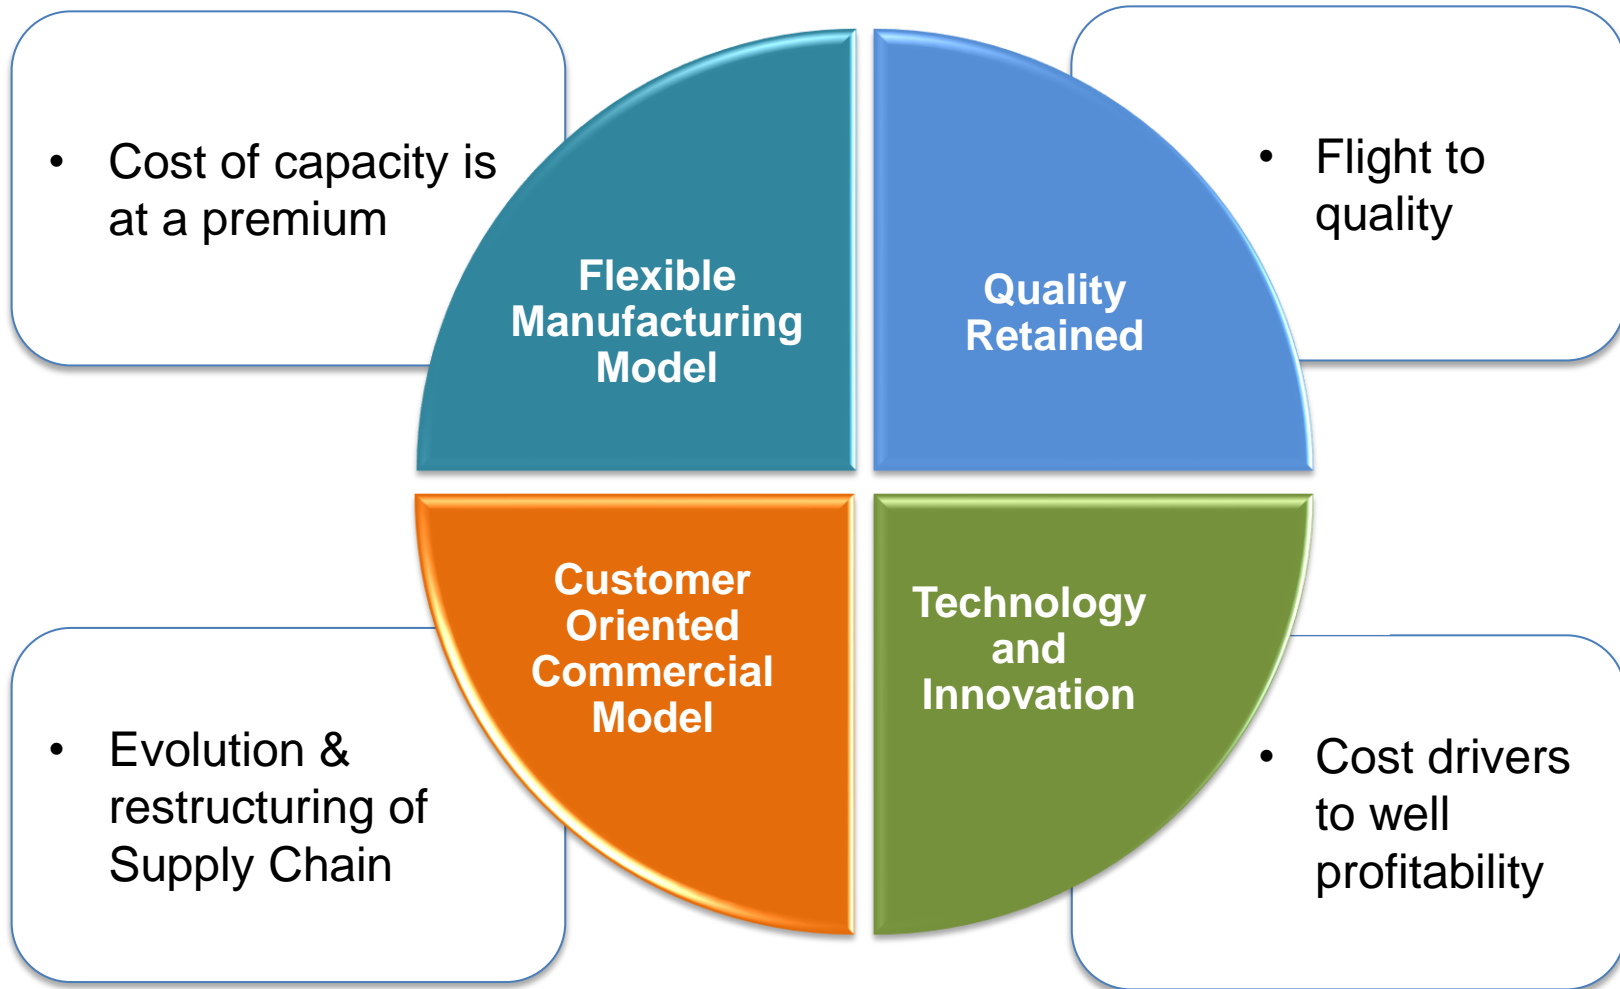 • Cost of capacity is
at a premium
Flexible
Manufacturing
Model
Quality
Retained
• Flight to
quality
• Evolution &
restructuring of
Supply Chain
Customer
Oriented
Commercial
Model
Technology
and
Innovation
• Cost drivers
to well
profitability